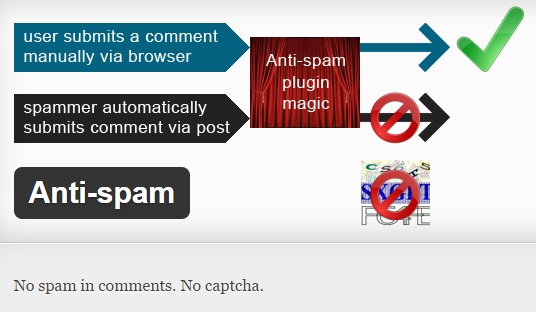 user submits a comment
manually via browser
Anti-spam
plugin
magic
spammer automatically
submits comment via post
Anti-spam
No spam in comments. No captcha.